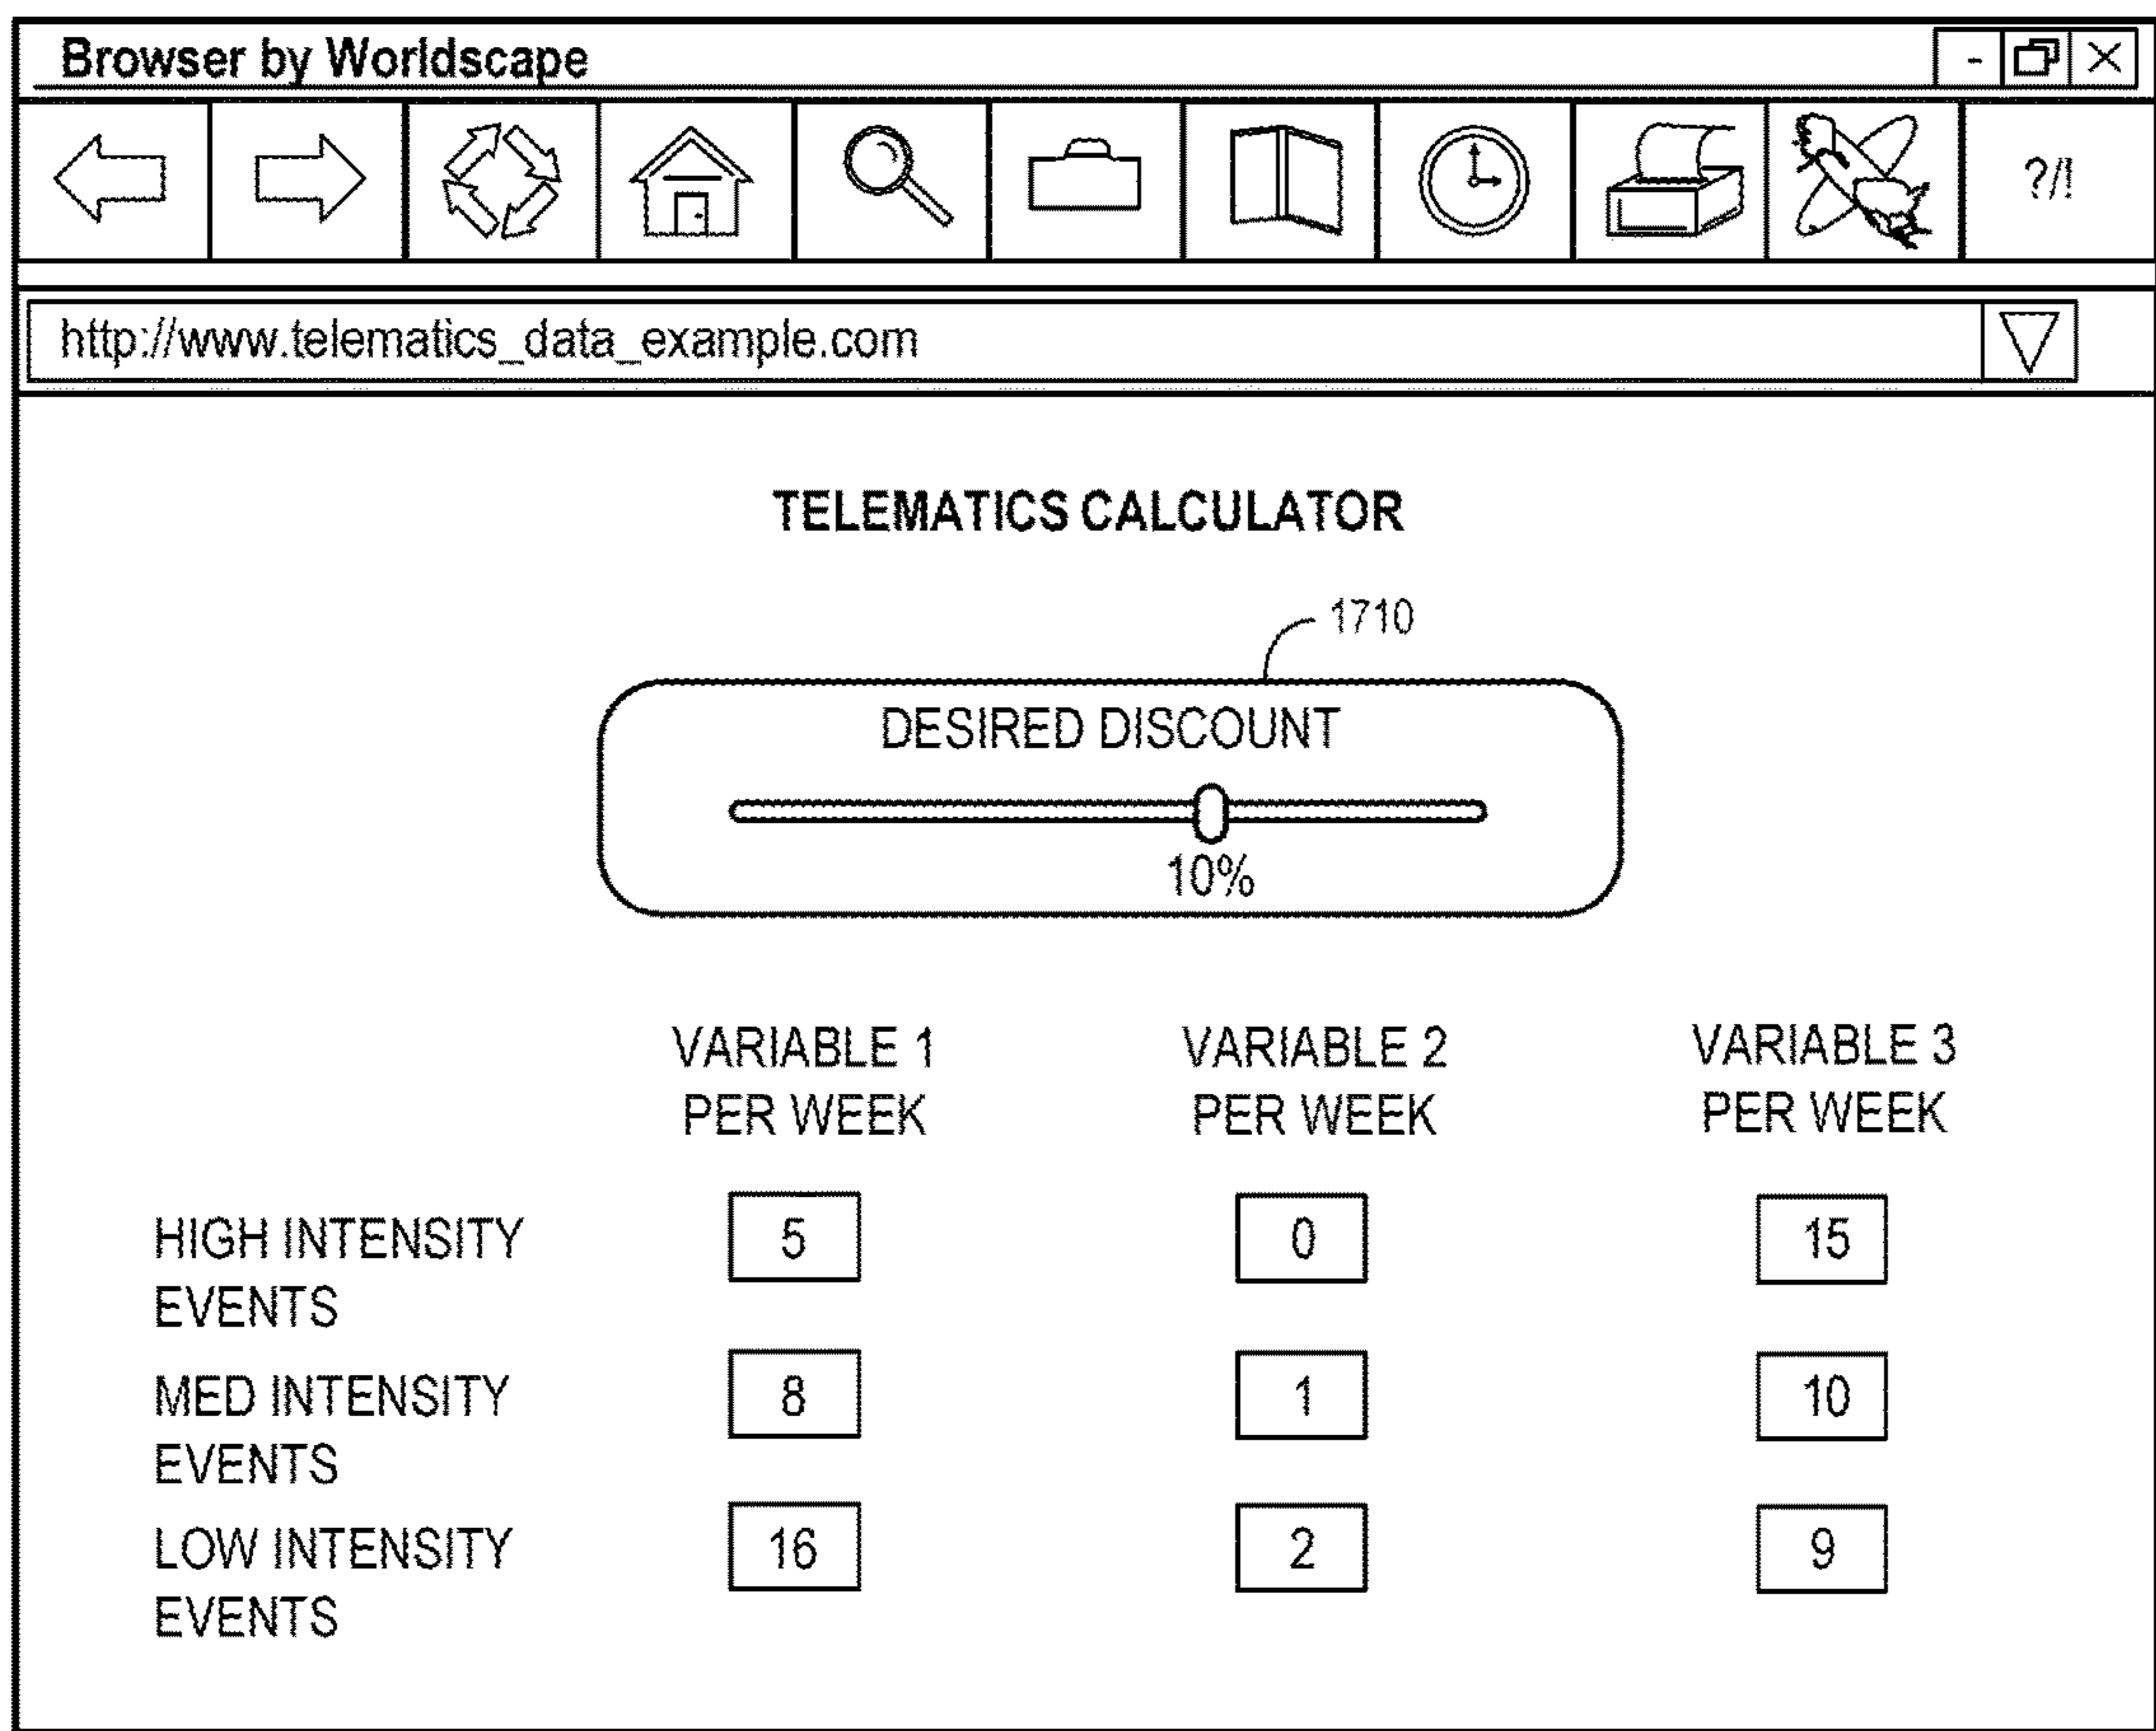 Browser by Worldscape
?/!
http://www.telematics_data_example.com
TELEMATICS CALCULATOR
1710
DESIRED DISCOUNT
10%
VARIABLE 1 VARIABLE 2 VARIABLE 3
PER WEEK PER WEEK PER WEEK
HIGH INTENSITY 5 0 15
EVENTS
MED INTENSITY 8 1 10
EVENTS
LOW INTENSITY 16 2 9
EVENTS